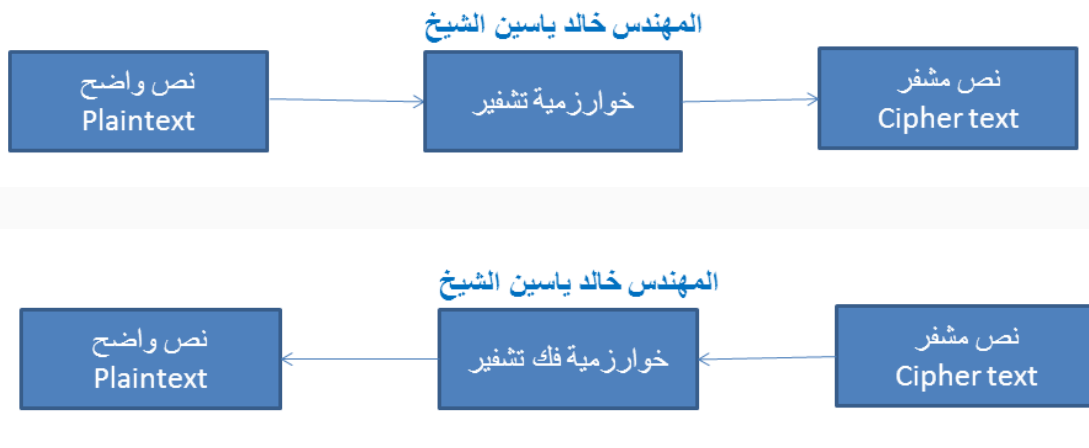 المهندس خالد ياسين الشيخ
نص واضح
Plaintext
خوارزمية تشفير
نص مشفر
Cipher text
المهندس خالد ياسين الشيخ
نص واضح
Plaintext
خوارزمية فك تشفير
نص مشفر
Cipher text